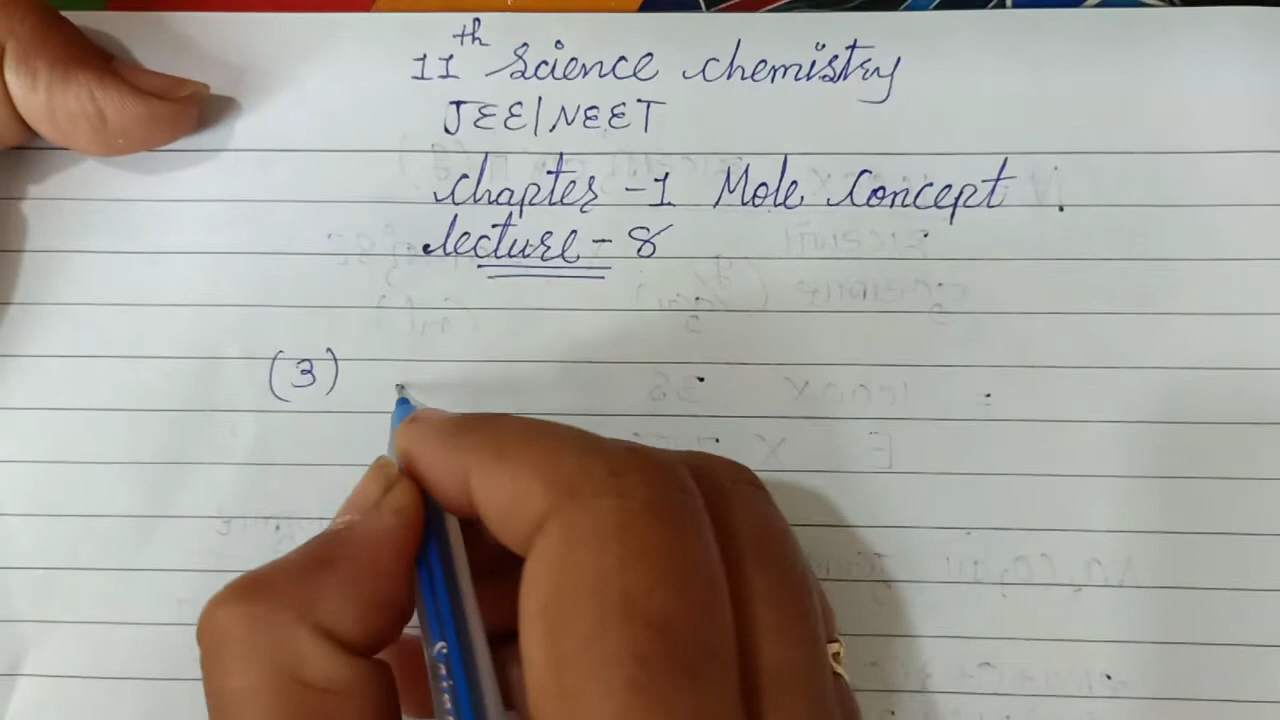 11th Science chemistry
JEE/NEET
chapter -1 Mole Concept.
lecture - 8
(3)